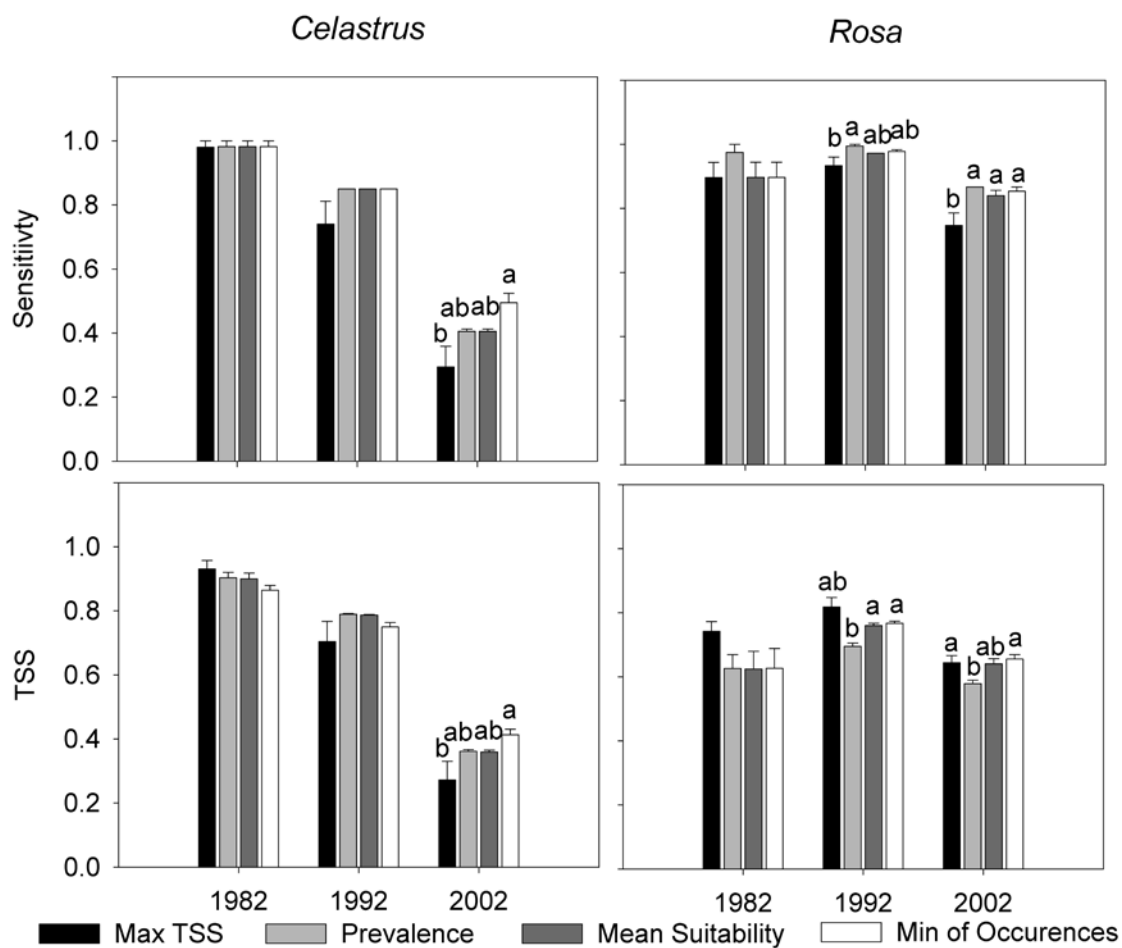 Celastrus Rosa
Sensitiivty
1.0
0.8
0.6
0.4
0.2
0.0
b ab ab a
b a ab ab
b a a a
TSS
1.0
0.8
0.6
0.4
0.2
0.0
b ab ab a
ab b a a
a b ab a
1982 1992 2002 1982 1992 2002
Max TSS Prevalence Mean Suitability Min of Occurences